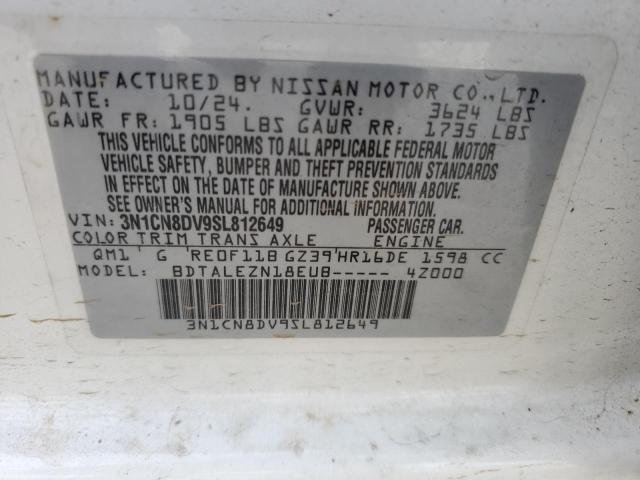 MANUFACTURED BY NISSAN MOTOR CO., LTD.
DATE: 10/24. GVWR: 3624 LBS
GAWR FR: 1905 LBS GAWR RR: 1735 LBS
THIS VEHICLE CONFORMS TO ALL APPLICABLE FEDERAL MOTOR
VEHICLE SAFETY, BUMPER AND THEFT PREVENTION STANDARDS
IN EFFECT ON THE DATE OF MANUFACTURE SHOWN ABOVE.
SEE OWNER'S MANUAL FOR ADDITIONAL INFORMATION.
VIN: 3N1CN8DV9SL812649 PASSENGER CAR.
COLOR TRIM TRANS AXLE ENGINE
QM1 G RE0F11B GZ39 HR16DE 1598 CC
MODEL: BDTALEZN18EUB----- 4Z000
3N1CN8DV9SL812649